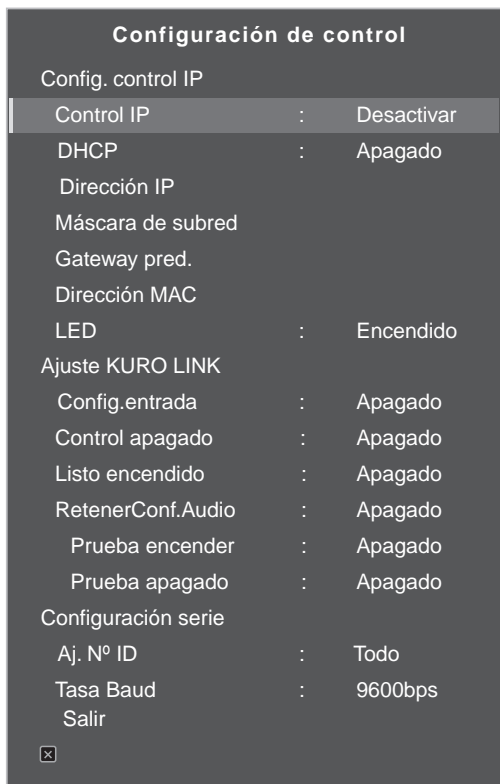 Configuración de control
Config. control IP
Control IP : Desactivar
DHCP : Apagado
Dirección IP
Máscara de subred
Gateway pred.
Dirección MAC
LED : Encendido
Ajuste KURO LINK
Config.entrada : Apagado
Control apagado : Apagado
Listo encendido : Apagado
RetenerConf.Audio : Apagado
Prueba encender : Apagado
Prueba apagado : Apagado
Configuración serie
Aj. Nº ID : Todo
Tasa Baud : 9600bps
Salir